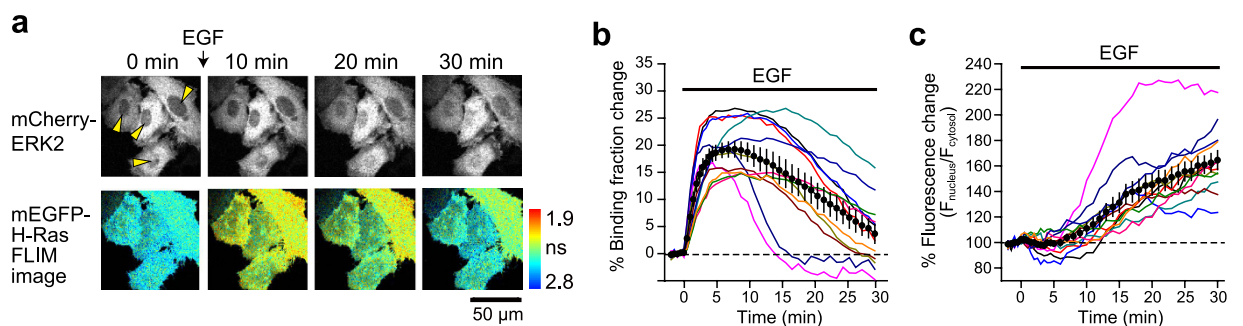 a
EGF
0 min
10 min
20 min
30 min
mCherry-
ERK2
mEGFP-
H-Ras
FLIM
image
1.9
ns
2.8
50 μm
b
EGF
% Binding fraction change
35
30
25
20
15
10
5
0
-5
0
5
10
15
20
25
30
Time (min)
c
EGF
% Fluorescence change
(Fnucleus/Fcytosol)
240
220
200
180
160
140
120
100
80
0
5
10
15
20
25
30
Time (min)